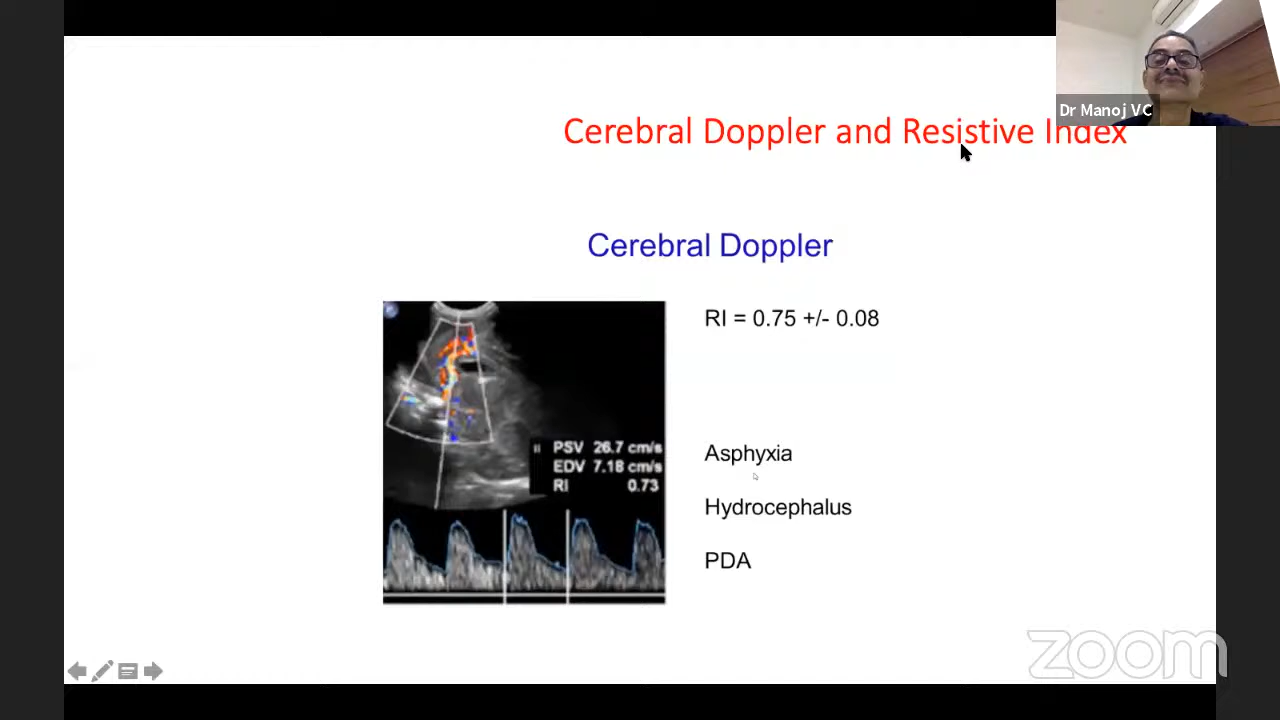 Dr Manoj V C
Cerebral Doppler and Resistive Index
Cerebral Doppler
RI = 0.75 +/- 0.08
PSV 26.7 cm/s
EDV 7.18 cm/s
RI 0.73
Asphyxia
Hydrocephalus
PDA
zoom